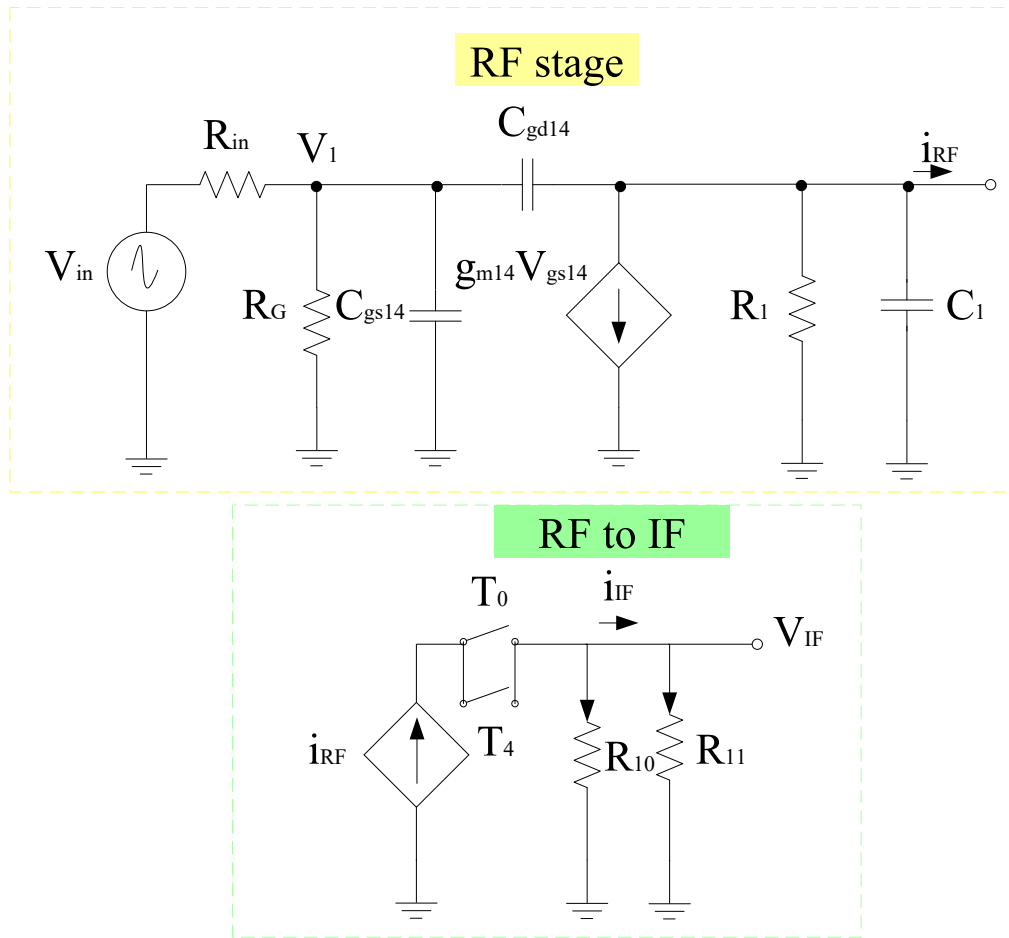 RF stage
Rin
V1
Cgd14
iRF
Vin
RG
Cgs14
gm14Vgs14
R1
C1
RF to IF
T0
iIF
VIF
iRF
T4
R10
R11